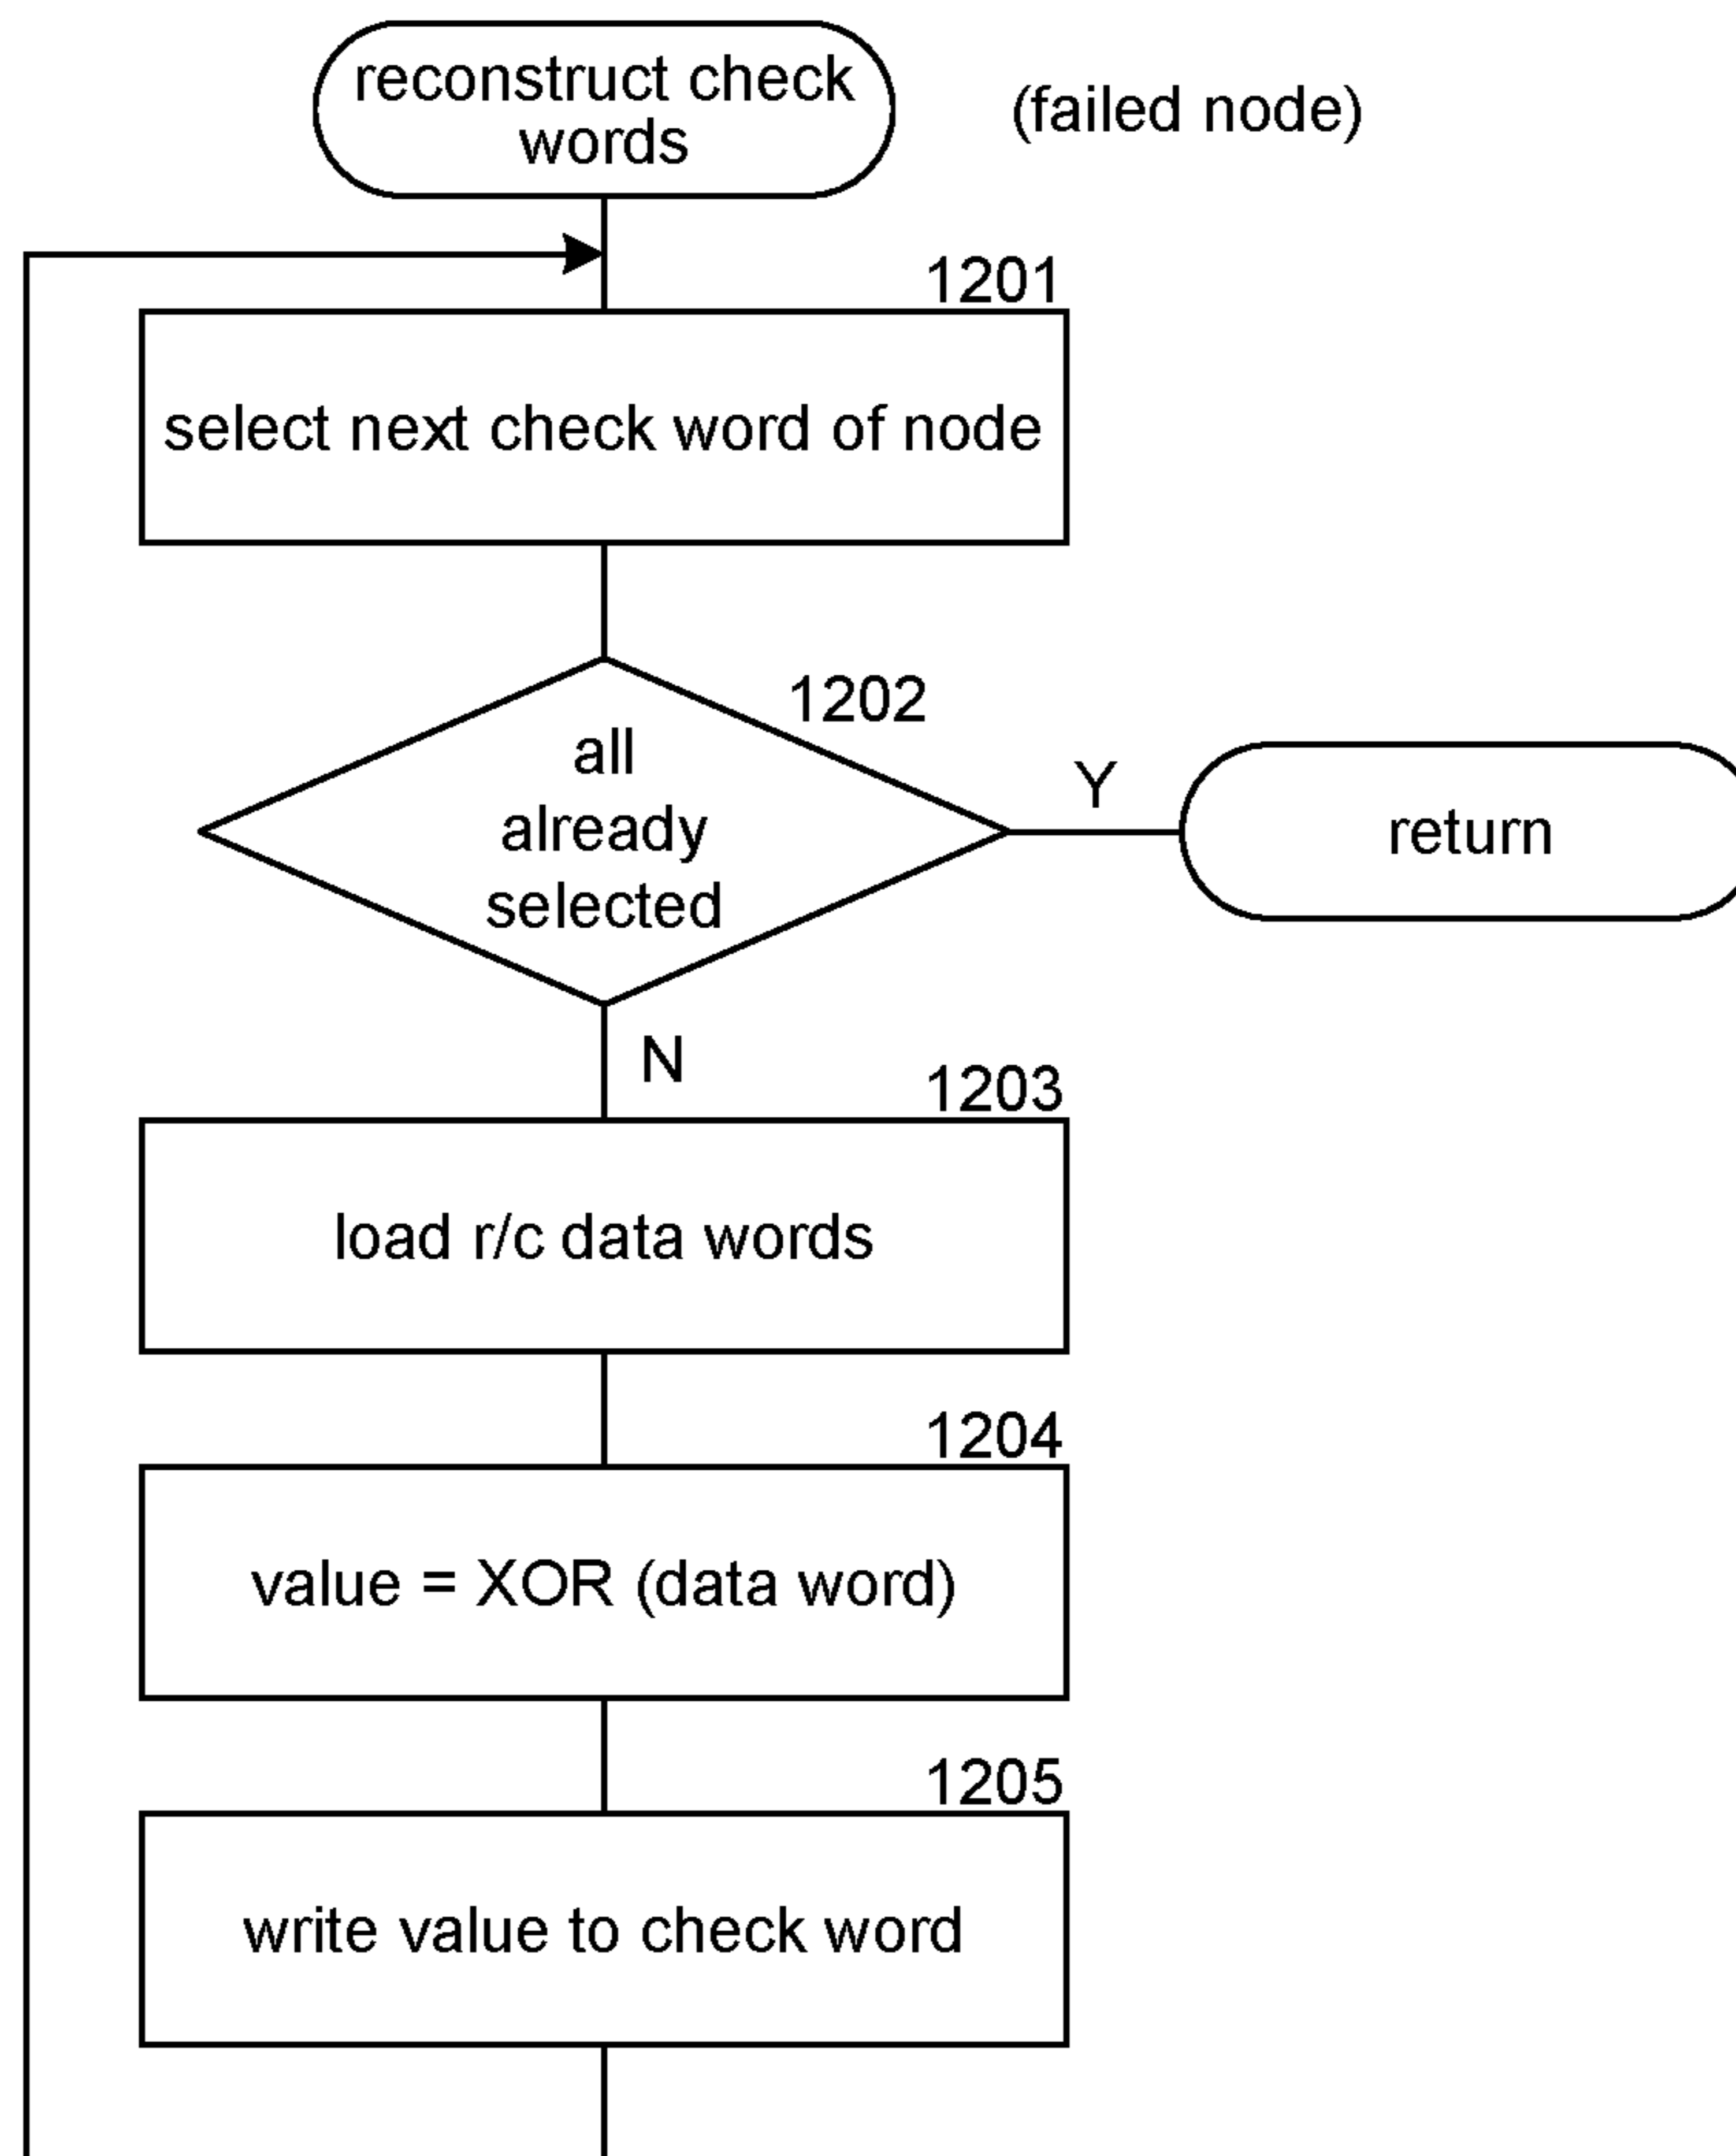 reconstruct check
words
(failed node)
1201
select next check word of node
1202
all
already
selected
Y
return
N
1203
load r/c data words
1204
value = XOR (data word)
1205
write value to check word